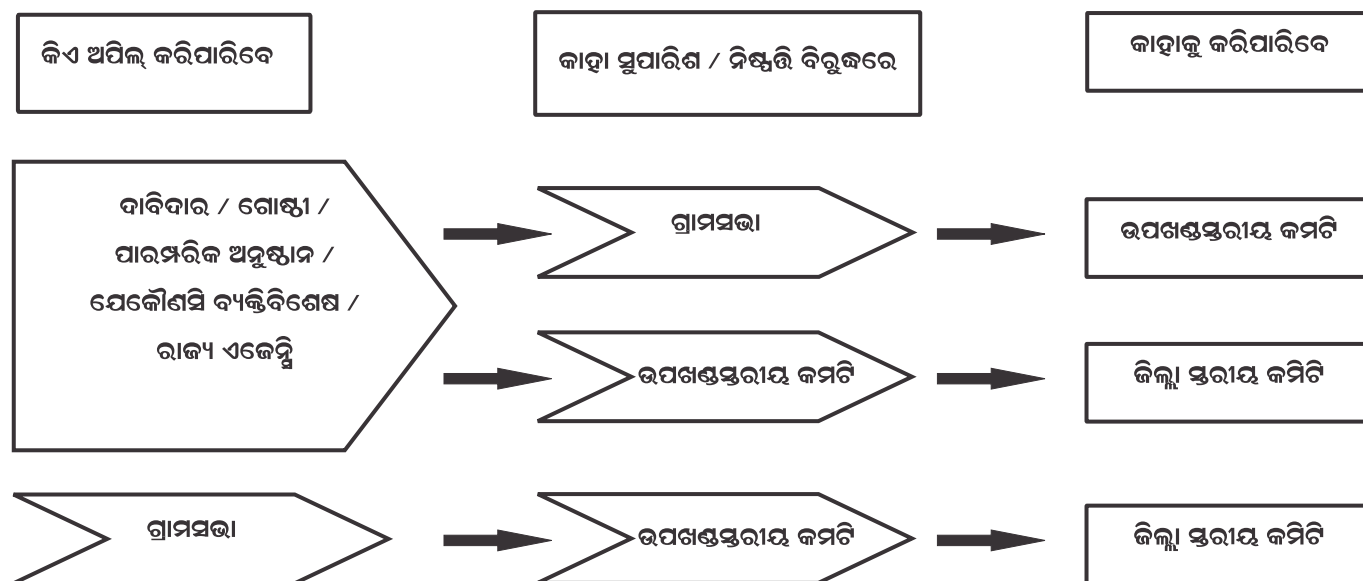 କିଏ ଅପିଲ୍ କରିପାରିବେ
କାହା ସୁପାରିଶ / ନିଷ୍ପତ୍ତି ବିରୁଦ୍ଧରେ
କାହାକୁ କରିପାରିବେ
ଦାବିଦାର / ଗୋଷ୍ଠୀ /
ପାରମ୍ପରିକ ଅନୁଷ୍ଠାନ /
ଯେକୌଣସି ବ୍ୟକ୍ତିବିଶେଷ /
ରାଜ୍ୟ ଏଜେନ୍ସି
ଗ୍ରାମସଭା
ଉପଖଣ୍ଡସ୍ତରୀୟ କମଟି
ଉପଖଣ୍ଡସ୍ତରୀୟ କମଟି
ଜିଲ୍ଲା ସ୍ତରୀୟ କମିଟି
ଗ୍ରାମସଭା
ଉପଖଣ୍ଡସ୍ତରୀୟ କମଟି
ଜିଲ୍ଲା ସ୍ତରୀୟ କମିଟି